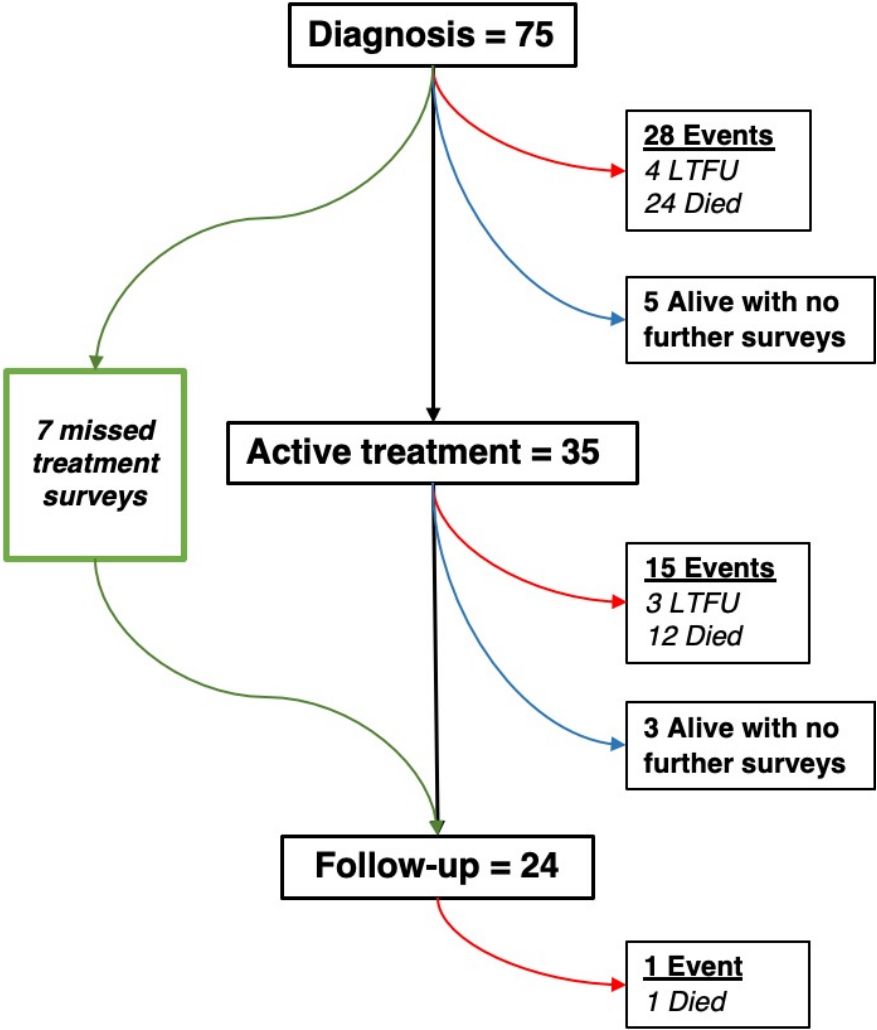 Diagnosis = 75
28 Events
4 LTFU
24 Died
5 Alive with no
further surveys
7 missed
treatment
surveys
Active treatment = 35
15 Events
3 LTFU
12 Died
3 Alive with no
further surveys
Follow-up = 24
1 Event
1 Died